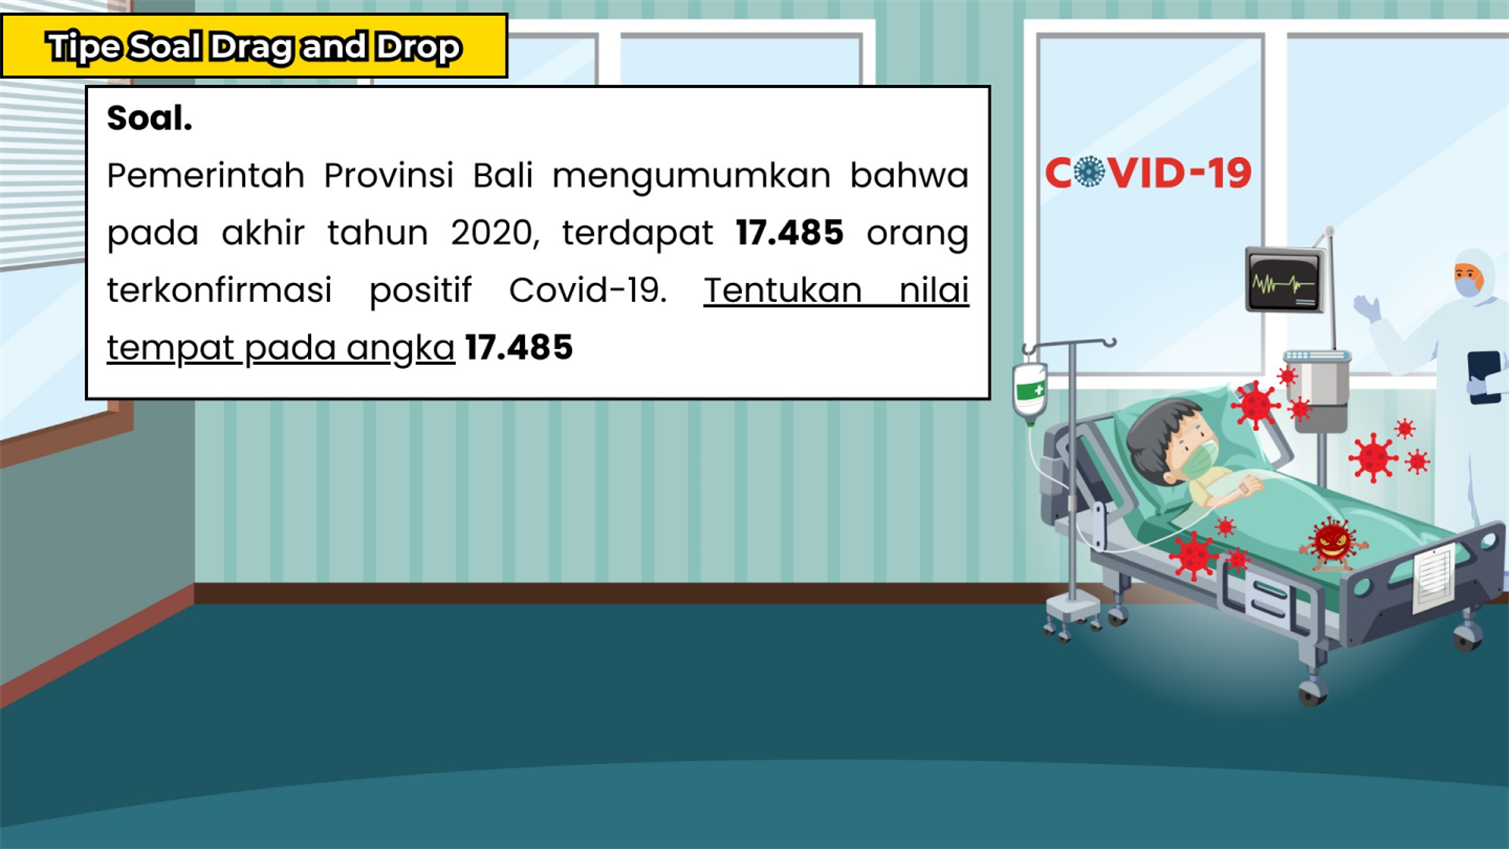 Tipe Soal Drag and Drop
Soal.
Pemerintah Provinsi Bali mengumumkan bahwa
pada akhir tahun 2020, terdapat 17.485 orang
terkonfirmasi positif Covid-19. Tentukan nilai
tempat pada angka 17.485
COVID-19